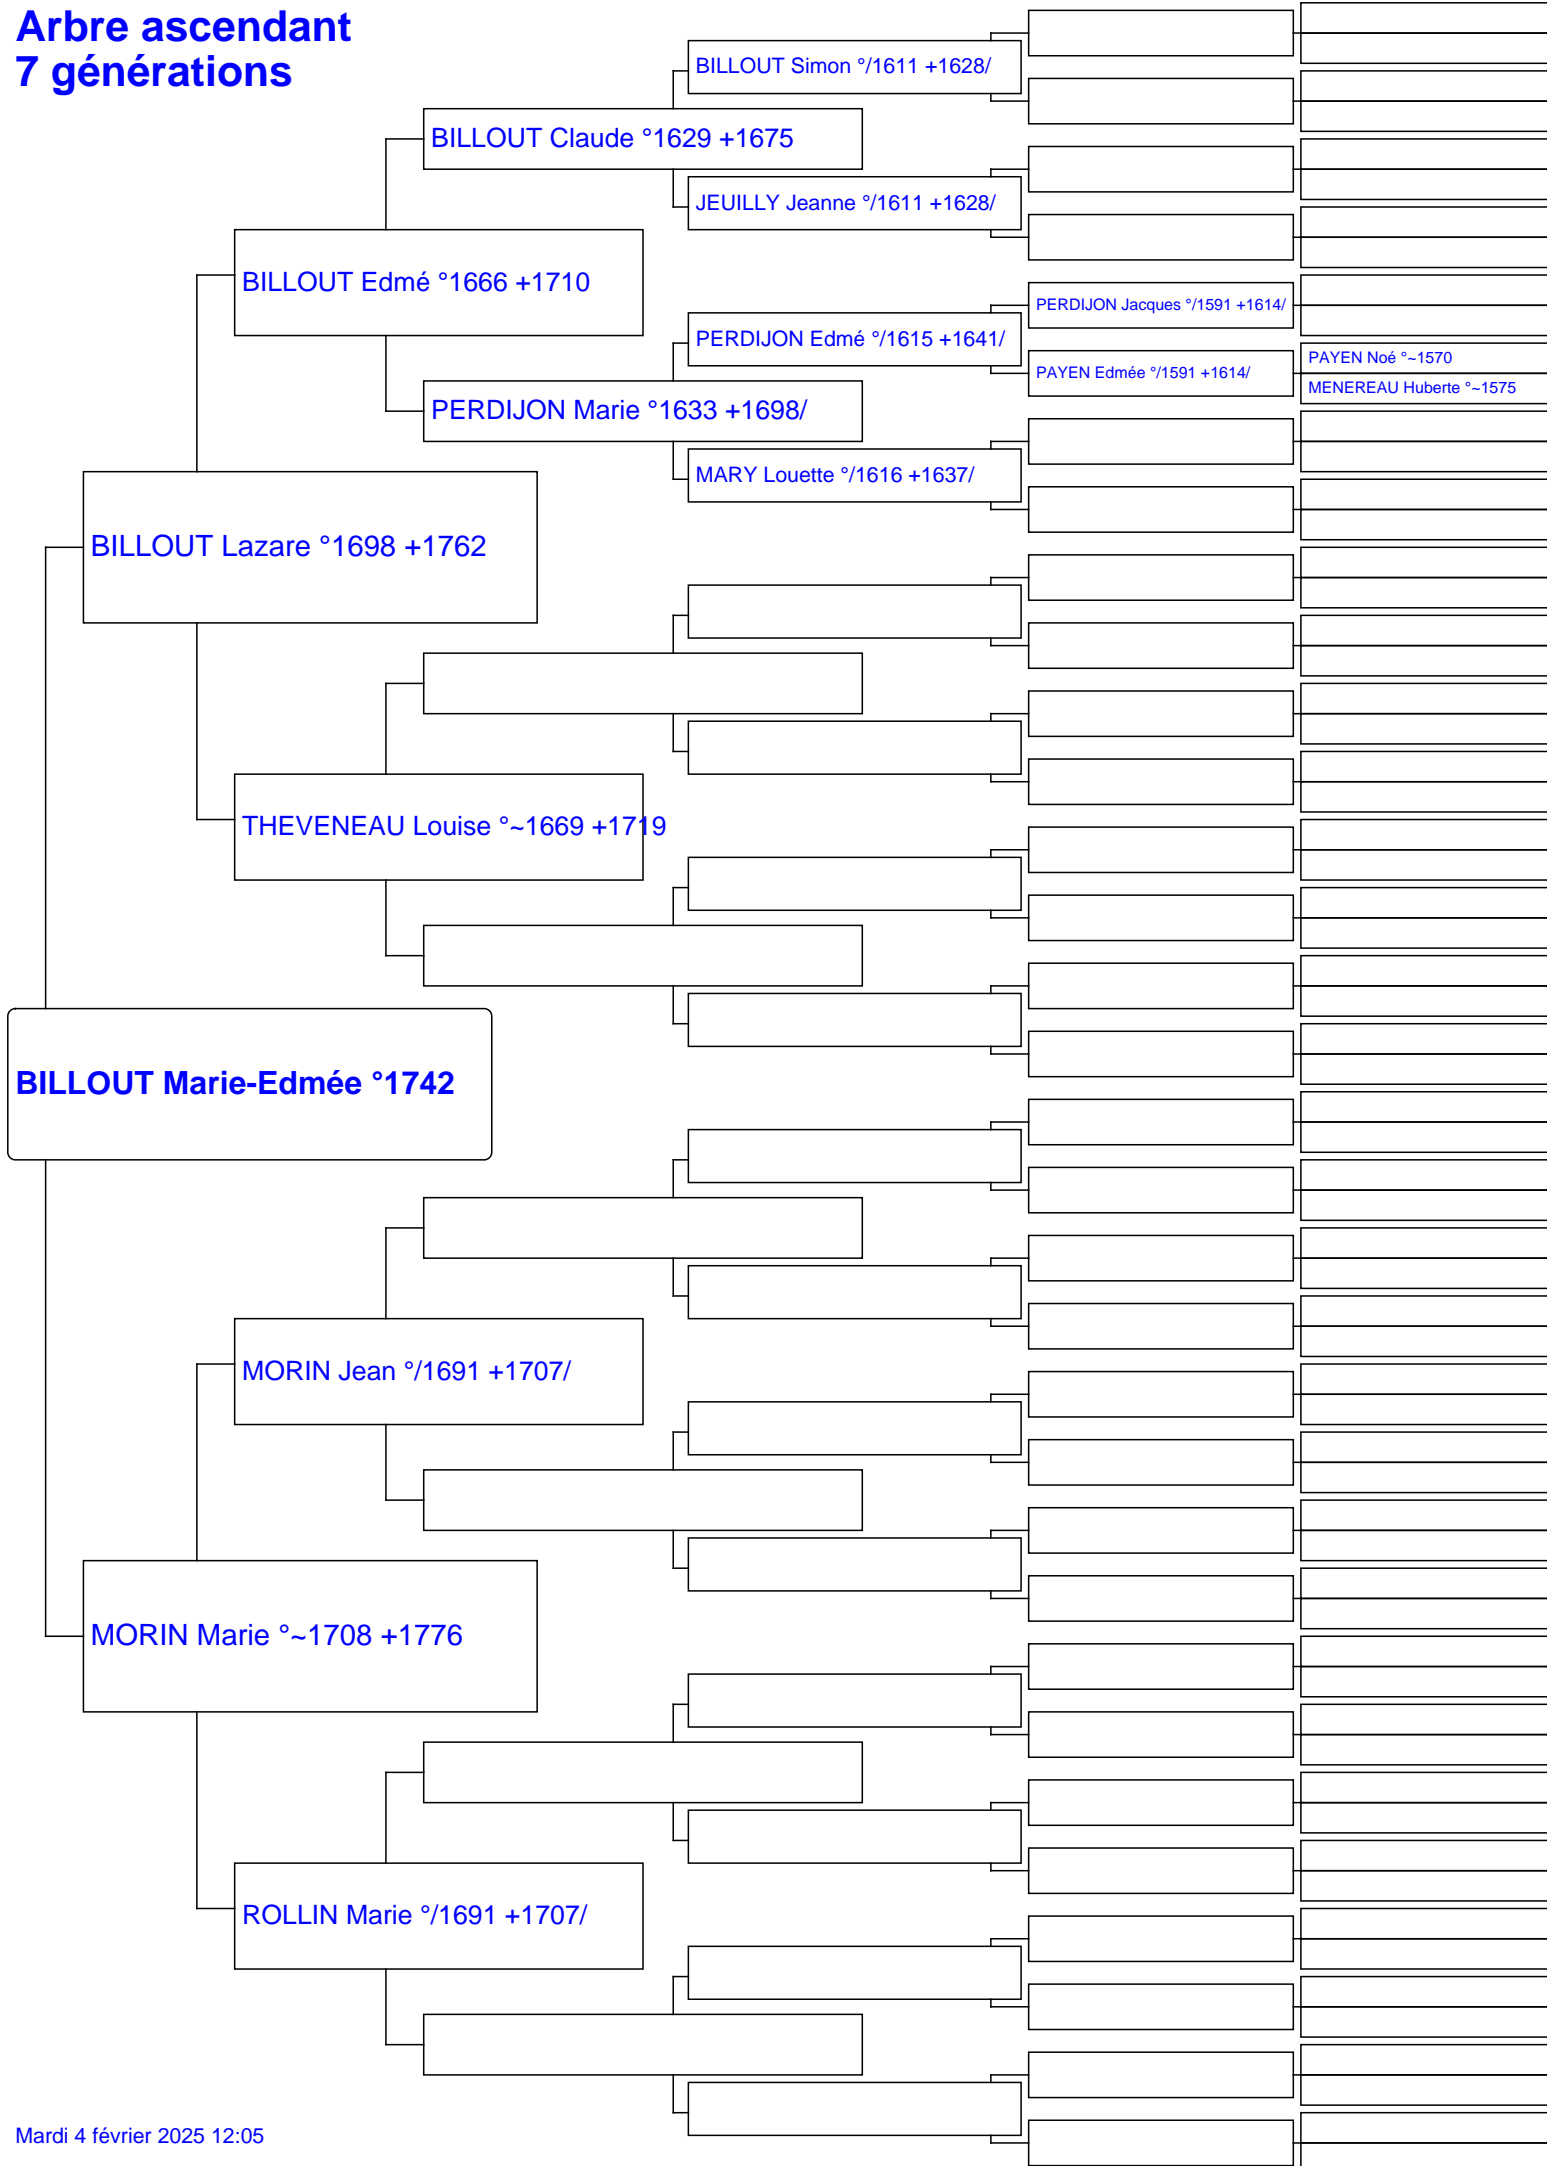 Arbre ascendant
7 générations
BILLOUT Simon °/1611 +1628/
BILLOUT Claude °1629 +1675
JEUILLY Jeanne °/1611 +1628/
BILLOUT Edmé °1666 +1710
PERDIJON Jacques °/1591 +1614/
PERDIJON Edmé °/1615 +1641/
PAYEN Noé °~1570
PAYEN Edmée °/1591 +1614/
MENEREAU Huberte °~1575
PERDIJON Marie °1633 +1698/
MARY Louette °/1616 +1637/
BILLOUT Lazare °1698 +1762
THEVENEAU Louise °~1669 +1719
BILLOUT Marie-Edmée °1742
MORIN Jean °/1691 +1707/
MORIN Marie °~1708 +1776
ROLLIN Marie °/1691 +1707/
Mardi 4 février 2025 12:05